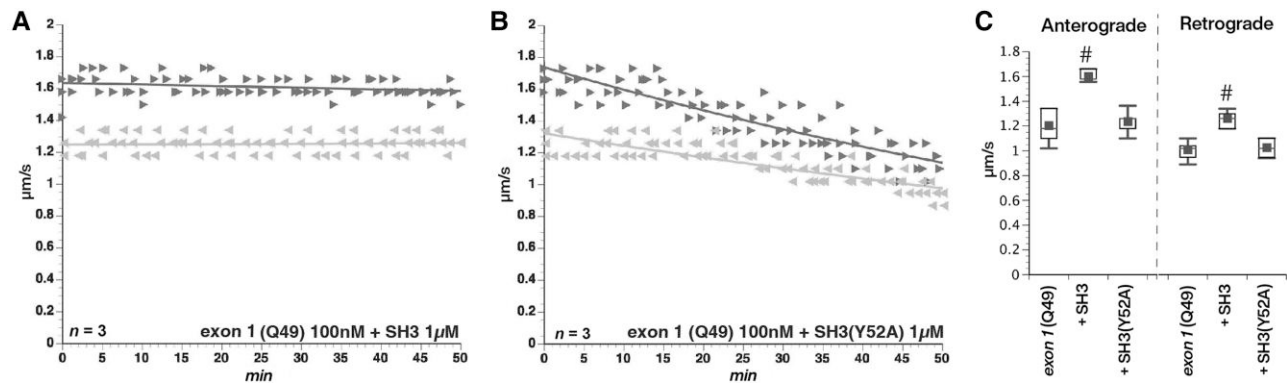 A
µm/s
2
1.8
1.6
1.4
1.2
1
0.8
0.6
0.4
0.2
0
n = 3 exon 1 (Q49) 100nM + SH3 1µM
0 5 10 15 20 25 30 35 40 45 50
min
B
µm/s
2
1.8
1.6
1.4
1.2
1
0.8
0.6
0.4
0.2
0
n = 3 exon 1 (Q49) 100nM + SH3(Y52A) 1µM
0 5 10 15 20 25 30 35 40 45 50
min
C
Anterograde Retrograde
µm/s
1.8
1.6
1.4
1.2
1
0.8
0.6
0.4
0.2
0
#
#
exon 1 (Q49)
+ SH3
+ SH3(Y52A)
exon 1 (Q49)
+ SH3
+ SH3(Y52A)